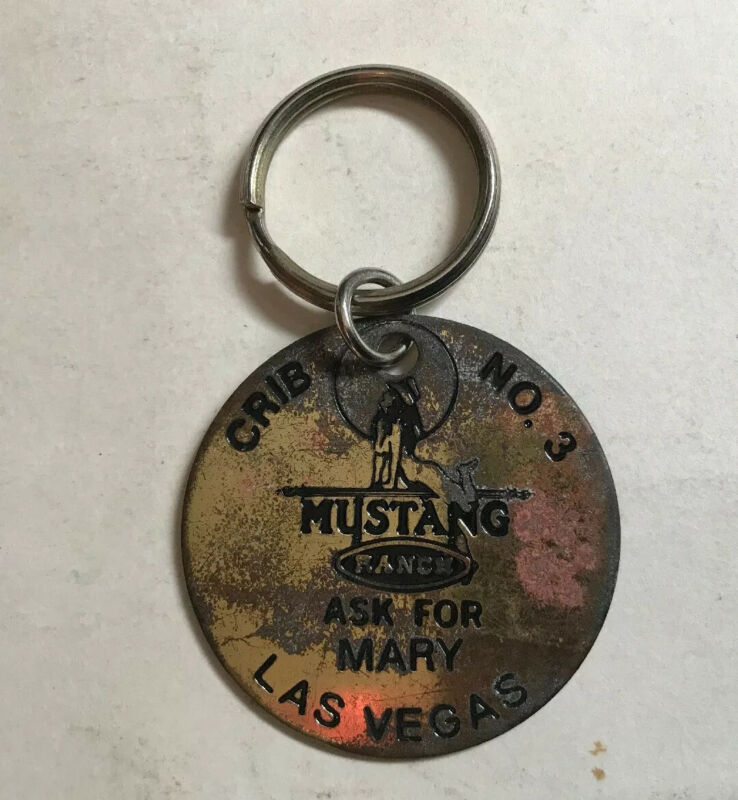 CRIB NO. 3
MUSTANG
RANCH
ASK FOR
MARY
LAS VEGAS